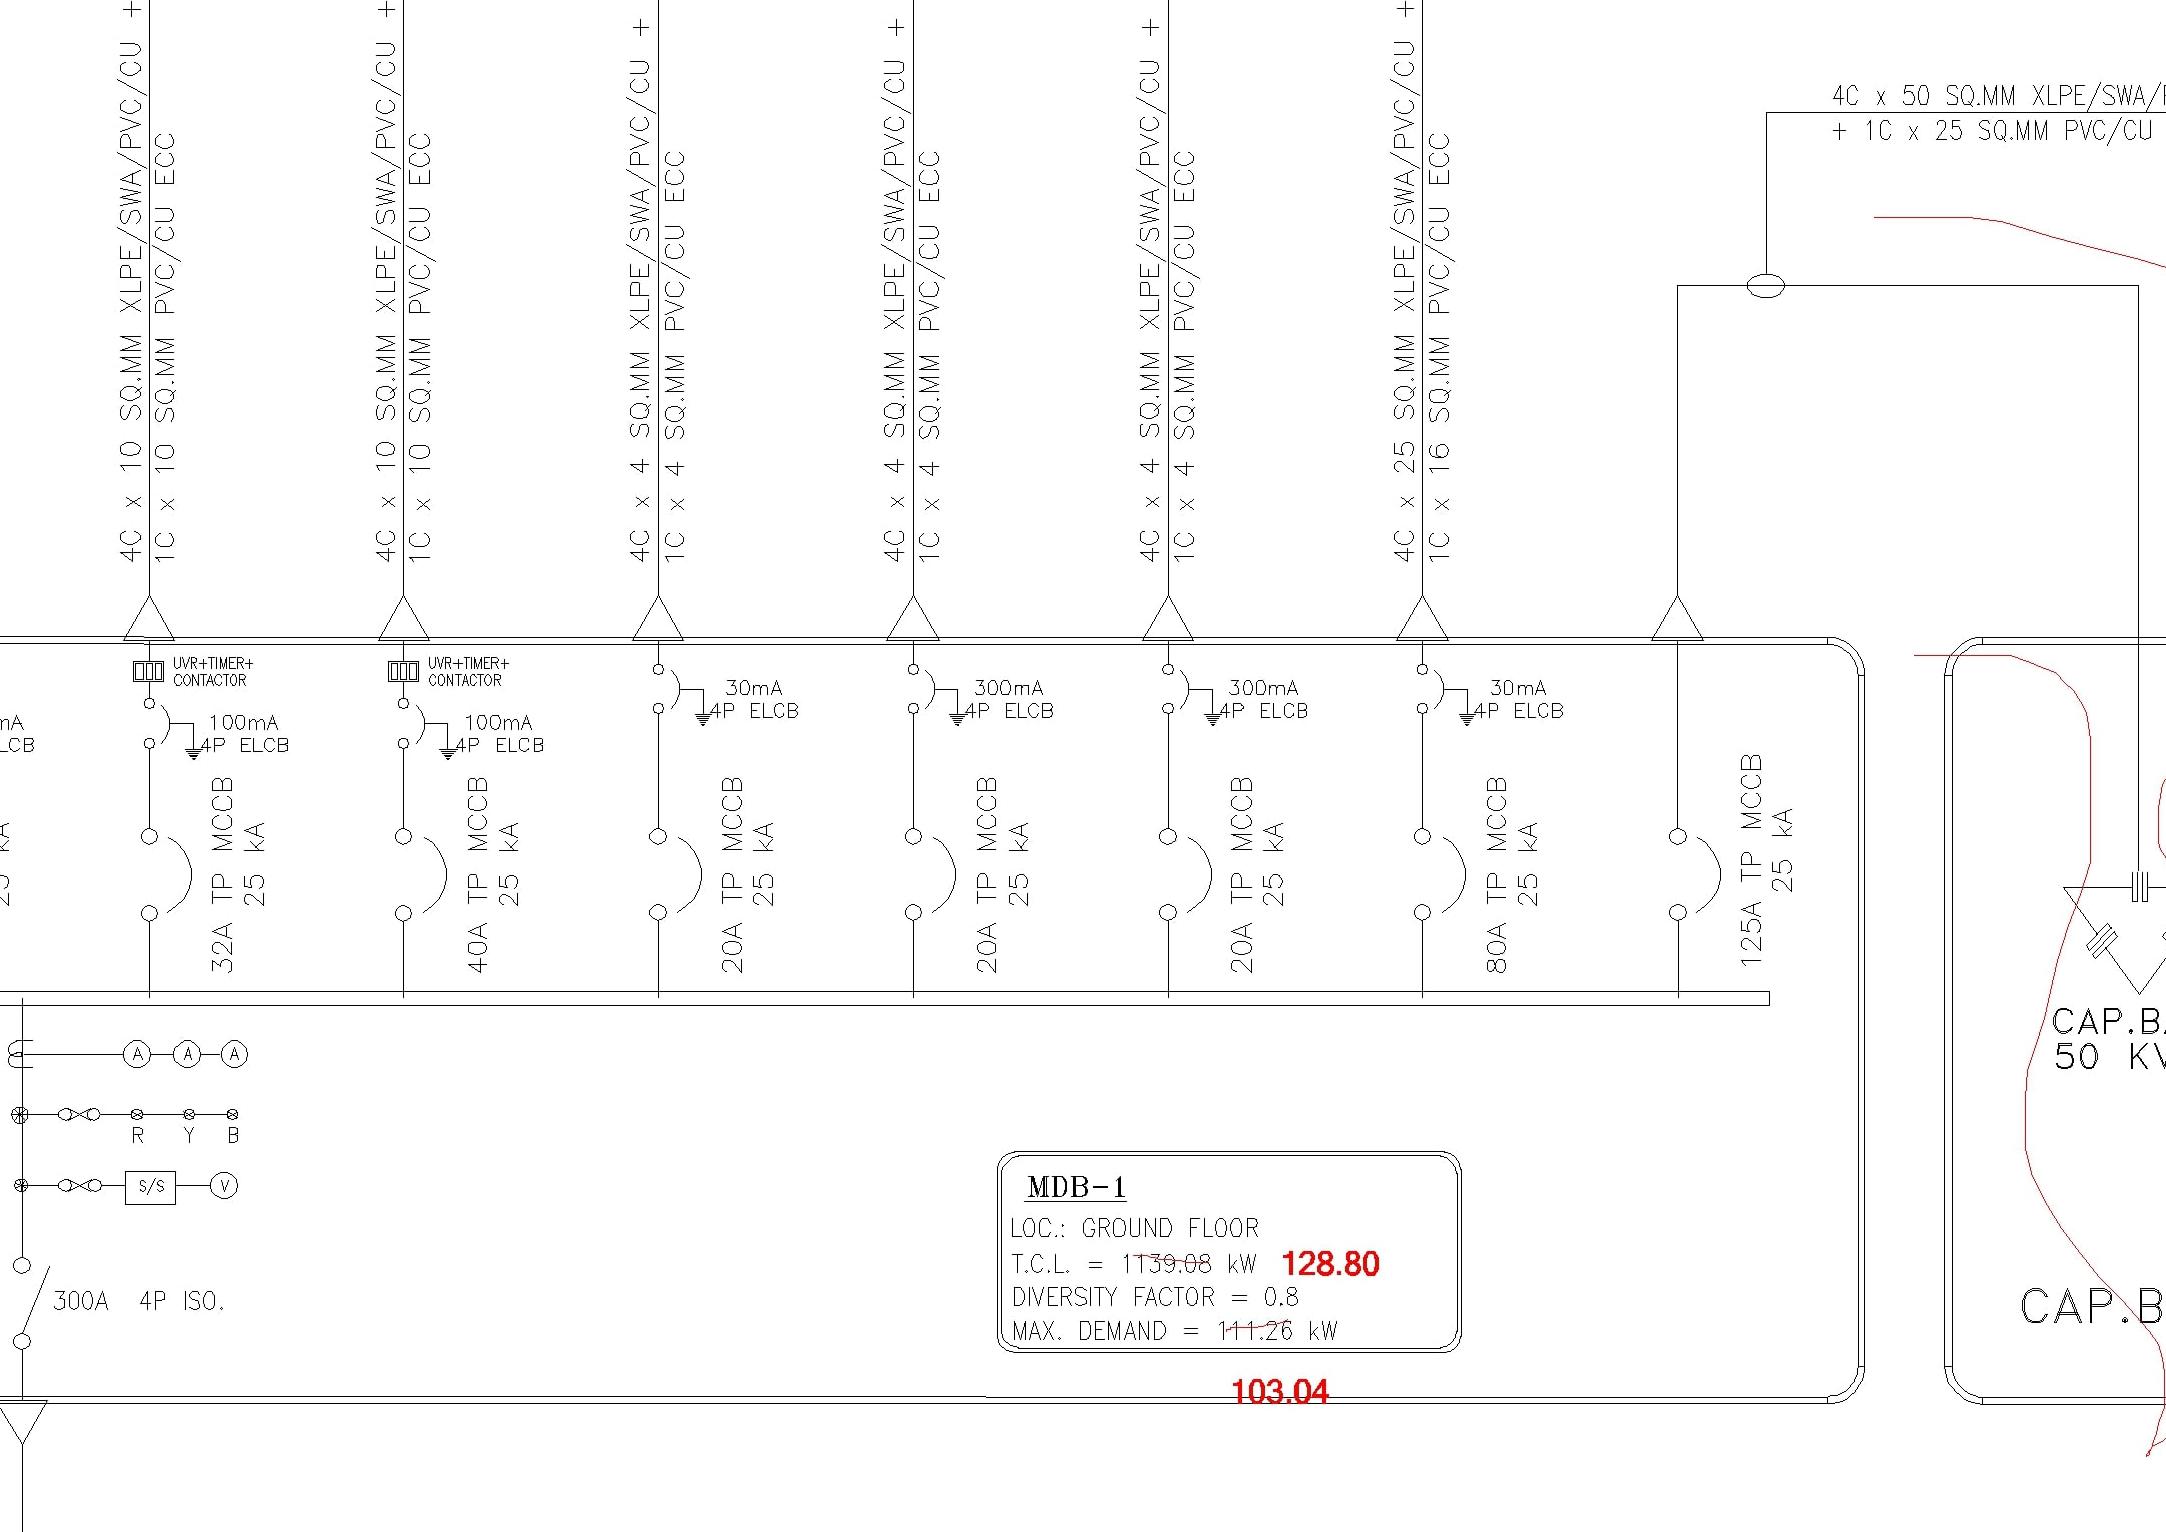 4C x 10 SQ.MM XLPE/SWA/PVC/CU +
1C x 10 SQ.MM PVC/CU ECC
4C x 10 SQ.MM XLPE/SWA/PVC/CU +
1C x 10 SQ.MM PVC/CU ECC
4C x 4 SQ.MM XLPE/SWA/PVC/CU +
1C x 4 SQ.MM PVC/CU ECC
4C x 4 SQ.MM XLPE/SWA/PVC/CU +
1C x 4 SQ.MM PVC/CU ECC
4C x 4 SQ.MM XLPE/SWA/PVC/CU +
1C x 4 SQ.MM PVC/CU ECC
4C x 25 SQ.MM XLPE/SWA/PVC/CU +
1C x 16 SQ.MM PVC/CU ECC
4C x 50 SQ.MM XLPE/SWA/
+ 1C x 25 SQ.MM PVC/CU
UVR+TIMER+
CONTACTOR
UVR+TIMER+
CONTACTOR
mA
LCB
100mA
4P ELCB
100mA
4P ELCB
30mA
4P ELCB
300mA
4P ELCB
300mA
4P ELCB
30mA
4P ELCB
25 kA
32A TP MCCB
25 kA
40A TP MCCB
25 kA
20A TP MCCB
25 kA
20A TP MCCB
25 kA
20A TP MCCB
25 kA
80A TP MCCB
25 kA
125A TP MCCB
25 kA
A A A
R Y B
S/S V
300A 4P ISO.
CAP.B
50 KV
MDB-1
LOC.: GROUND FLOOR
T.C.L. = 1139.08 kW 128.80
DIVERSITY FACTOR = 0.8
MAX. DEMAND = 111.26 kW
103.04
CAP.B